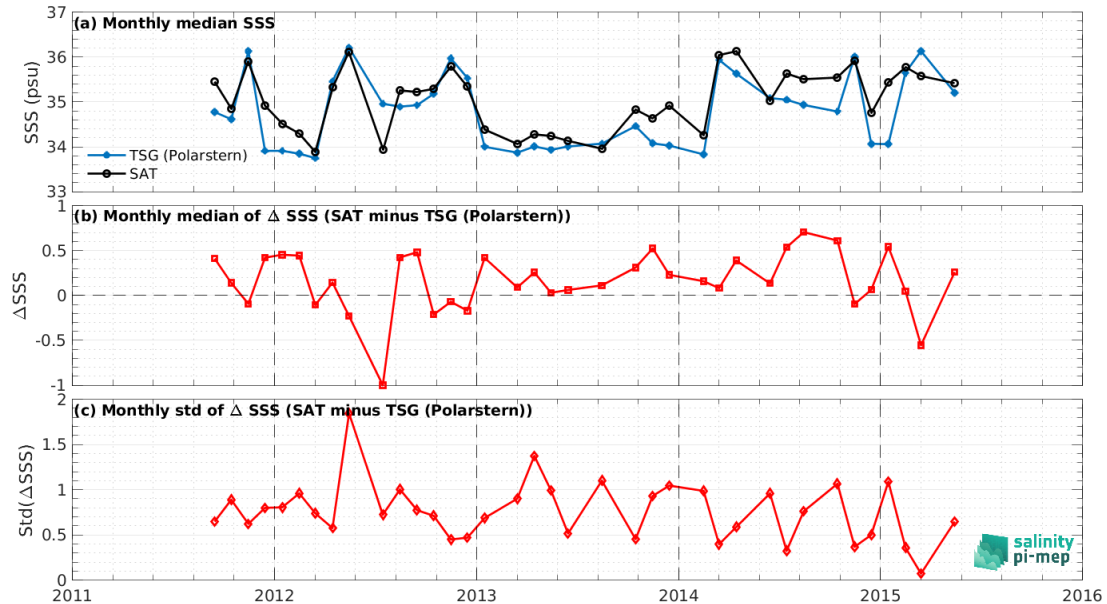 (a) Monthly median SSS
37
36
35
34
33
SSS (psu)
TSG (Polarstern)
SAT
(b) Monthly median of Δ SSS (SAT minus TSG (Polarstern))
1
0.5
0
-0.5
-1
ΔSSS
(c) Monthly std of Δ SSS (SAT minus TSG (Polarstern))
2
1.5
1
0.5
0
Std(ΔSSS)
salinity
pi-mep
2011 2012 2013 2014 2015 2016